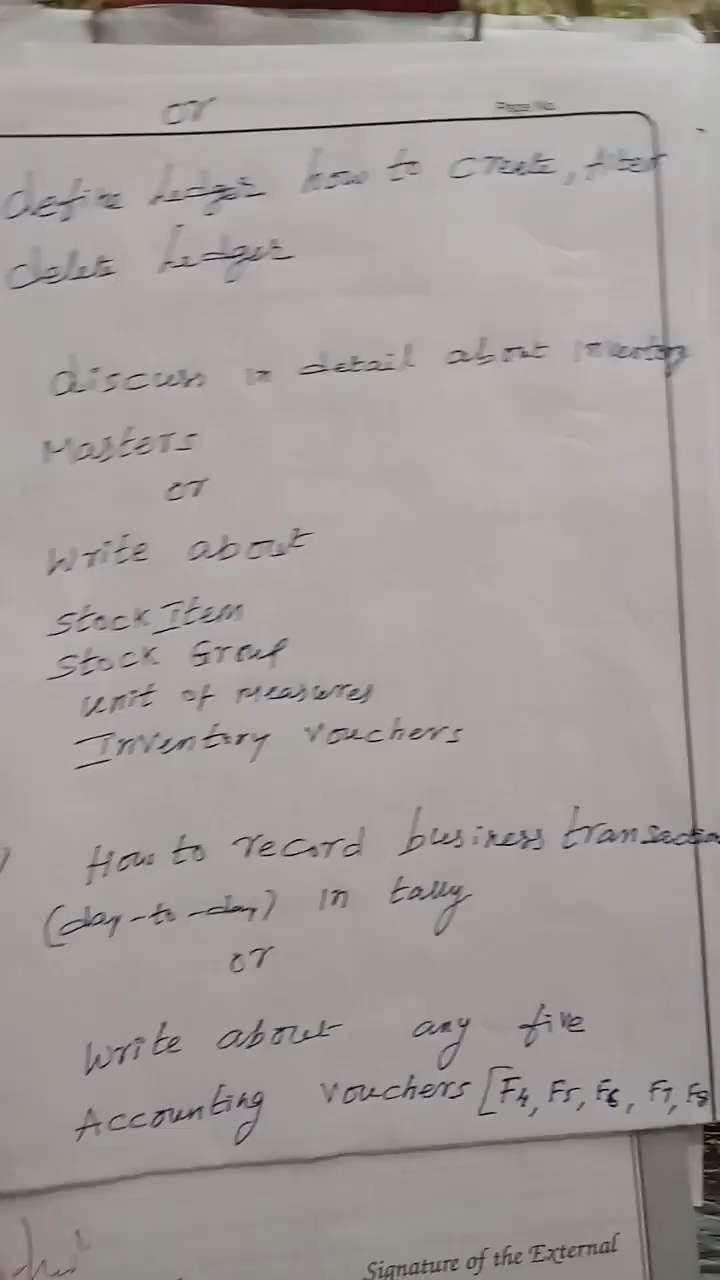 or
Page No.
define Ledger how to create, Alter
delete Ledger
discuss in detail about Inventory
Masters
or
Write about
Stock Item
Stock Group
unit of measures
Inventory Vouchers
How to record business transactio
(day-to-day) in tally
or
Write about any five
Accounting Vouchers [F4, F5, F6, F7, F8
Signature of the External